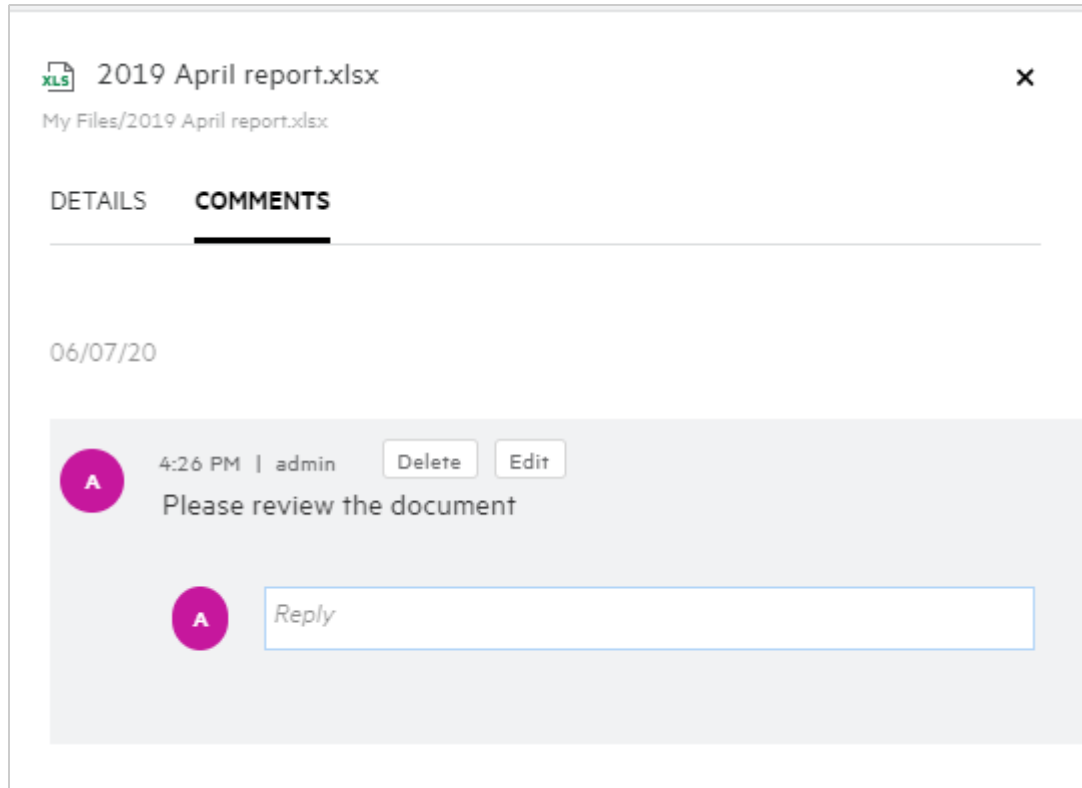 XLS 2019 April report.xlsx ×
My Files/2019 April report.xlsx
DETAILS COMMENTS
06/07/20
A 4:26 PM | admin Delete Edit
Please review the document
A Reply